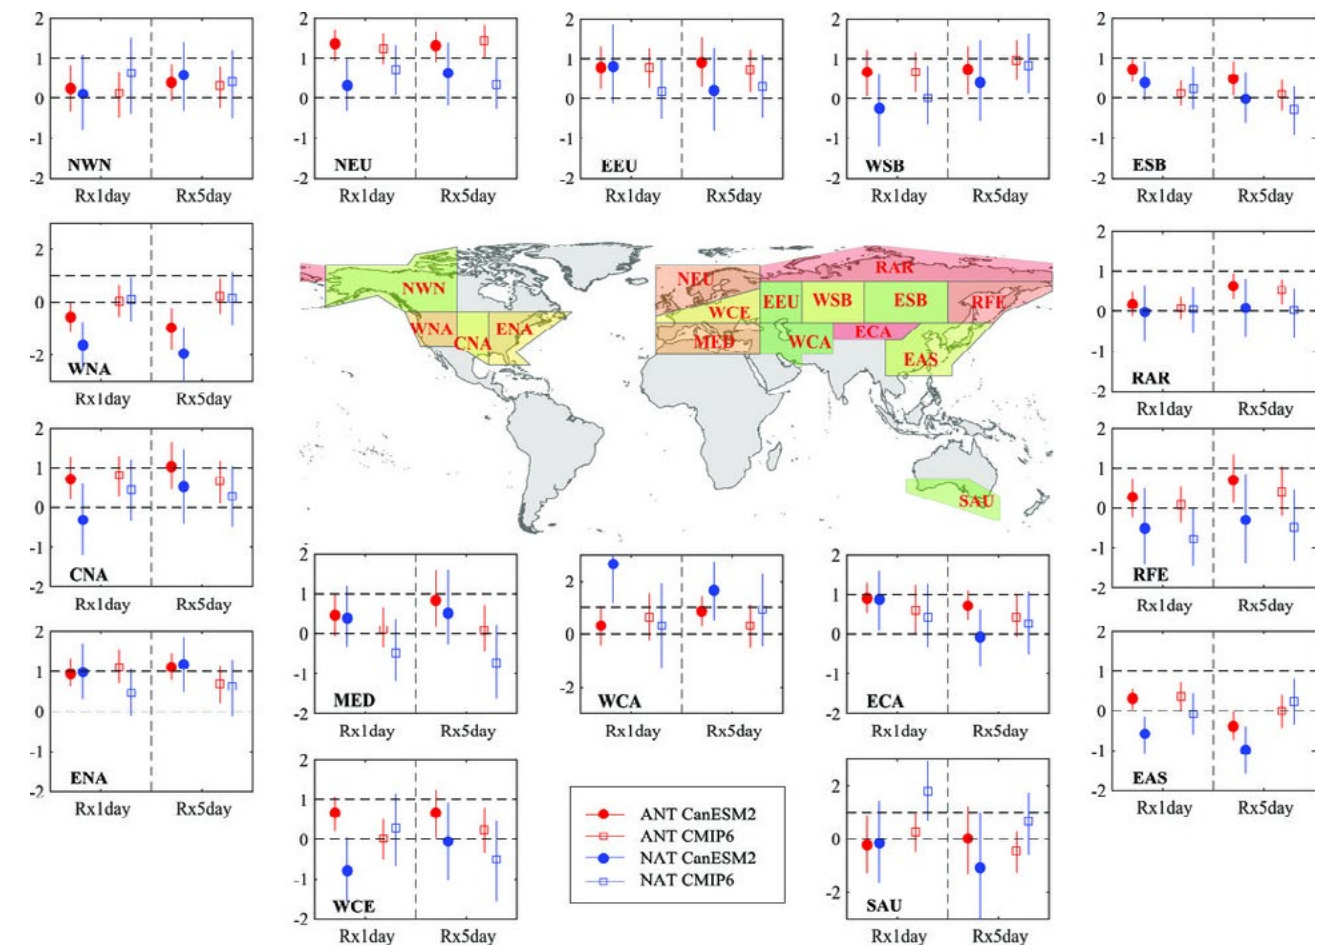 2 2 2 2 2
1 1 1 1 1
0 0 0 0 0
-1 -1 -1 -1 -1
NWN NEU EEU WSB ESB
-2 -2 -2 -2 -2
Rx1day Rx5day Rx1day Rx5day Rx1day Rx5day Rx1day Rx5day Rx1day Rx5day
2
0
-2
WNA
Rx1day Rx5day
NWN NEU RAR
EEU WSB ESB RFE
WCE
WNA ENA
CNA MED WCA ECA
EAS
SAU
2
1
0
-1
RAR
-2
Rx1day Rx5day
2
1
0
-1
CNA
-2
Rx1day Rx5day
2
1
0
-1
RFE
-2
Rx1day Rx5day
2 2
1 2 1
0 0 0
-1 -2 -1
MED WCA ECA
-2 -2
Rx1day Rx5day Rx1day Rx5day Rx1day Rx5day
2
1
0
-1
ENA
-2
Rx1day Rx5day
2
1
0
-1
EAS
-2
Rx1day Rx5day
2
1
0
-1
WCE
-2
Rx1day Rx5day
ANT CanESM2
ANT CMIP6
NAT CanESM2
NAT CMIP6
2
0
-2
SAU
Rx1day Rx5day